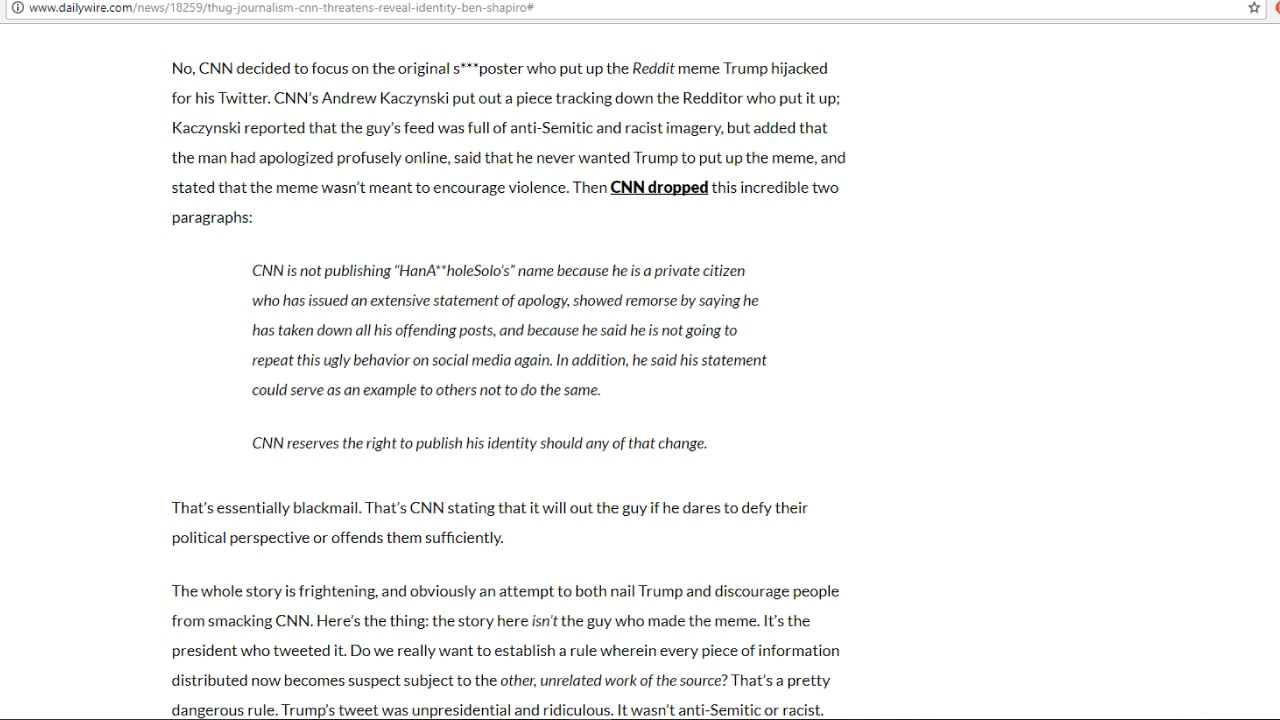 www.dailywire.com/news/18259/thug-journalism-cnn-threatens-reveal-identity-ben-shapiro#
No, CNN decided to focus on the original s***poster who put up the Reddit meme Trump hijacked
for his Twitter. CNN’s Andrew Kaczynski put out a piece tracking down the Redditor who put it up;
Kaczynski reported that the guy’s feed was full of anti-Semitic and racist imagery, but added that
the man had apologized profusely online, said that he never wanted Trump to put up the meme, and
stated that the meme wasn’t meant to encourage violence. Then CNN dropped this incredible two
paragraphs:
CNN is not publishing “HanA**holeSolo’s” name because he is a private citizen
who has issued an extensive statement of apology, showed remorse by saying he
has taken down all his offending posts, and because he said he is not going to
repeat this ugly behavior on social media again. In addition, he said his statement
could serve as an example to others not to do the same.
CNN reserves the right to publish his identity should any of that change.
That’s essentially blackmail. That’s CNN stating that it will out the guy if he dares to defy their
political perspective or offends them sufficiently.
The whole story is frightening, and obviously an attempt to both nail Trump and discourage people
from smacking CNN. Here’s the thing: the story here isn’t the guy who made the meme. It’s the
president who tweeted it. Do we really want to establish a rule wherein every piece of information
distributed now becomes suspect subject to the other, unrelated work of the source? That’s a pretty
dangerous rule. Trump’s tweet was unpresidential and ridiculous. It wasn’t anti-Semitic or racist.